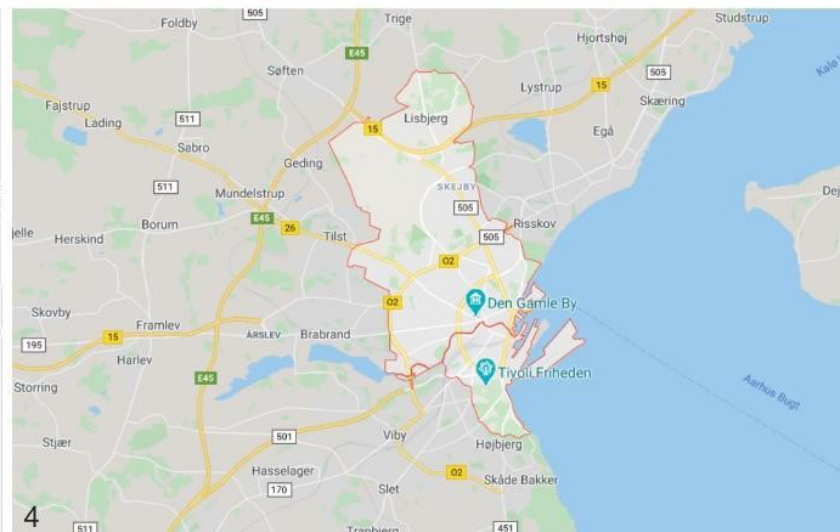 505
Studstrup
Foldby
Trige
Hjortshøj
Kalø
E45
Søften
505
Lystrup
15
Fajstrup
Skæring
Lading
511
Lisbjerg
15
Egå
Sabro
Geding
511
Mundelstrup
SKEJBY
505
Risskov
Borum
E45
26
Tilst
505
Herskind
O2
Den Gamle By
Skovby
O2
Framlev
195
15
ÅRSLEV
Brabrand
Harlev
E45
Tivoli Friheden
Storring
Aarhus Bugt
501
Viby
Stjær
Højbjerg
Hasselager
O2
170
Slet
Skåde Bakker
4
511
Tranbjerg
451